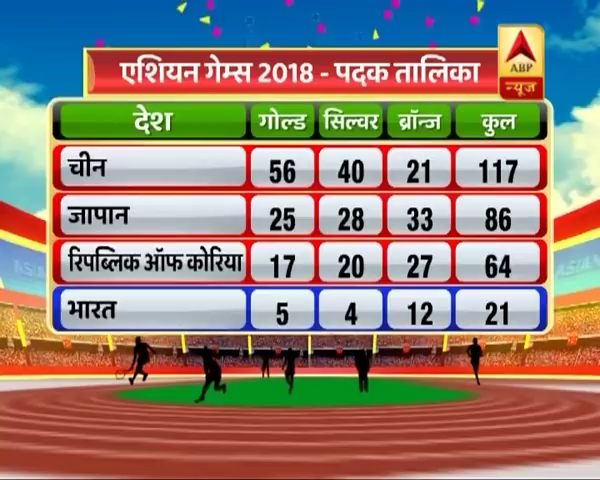 एशियन गेम्स 2018 - पदक तालिका
ABP
न्यूज़
देश गोल्ड सिल्वर ब्रॉन्ज कुल
चीन 56 40 21 117
जापान 25 28 33 86
रिपब्लिक ऑफ कोरिया 17 20 27 64
भारत 5 4 12 21